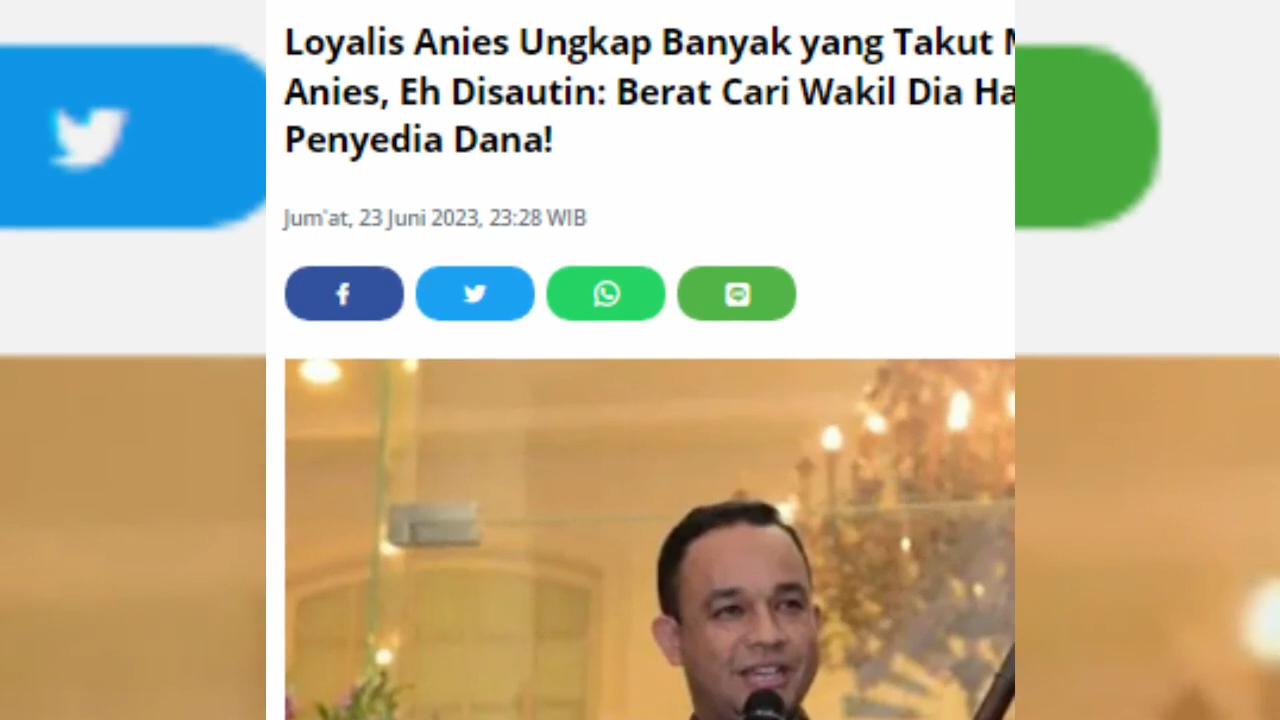 Loyalis Anies Ungkap Banyak yang Takut
Anies, Eh Disautin: Berat Cari Wakil Dia Ha
Penyedia Dana!
Jum'at, 23 Juni 2023, 23:28 WIB